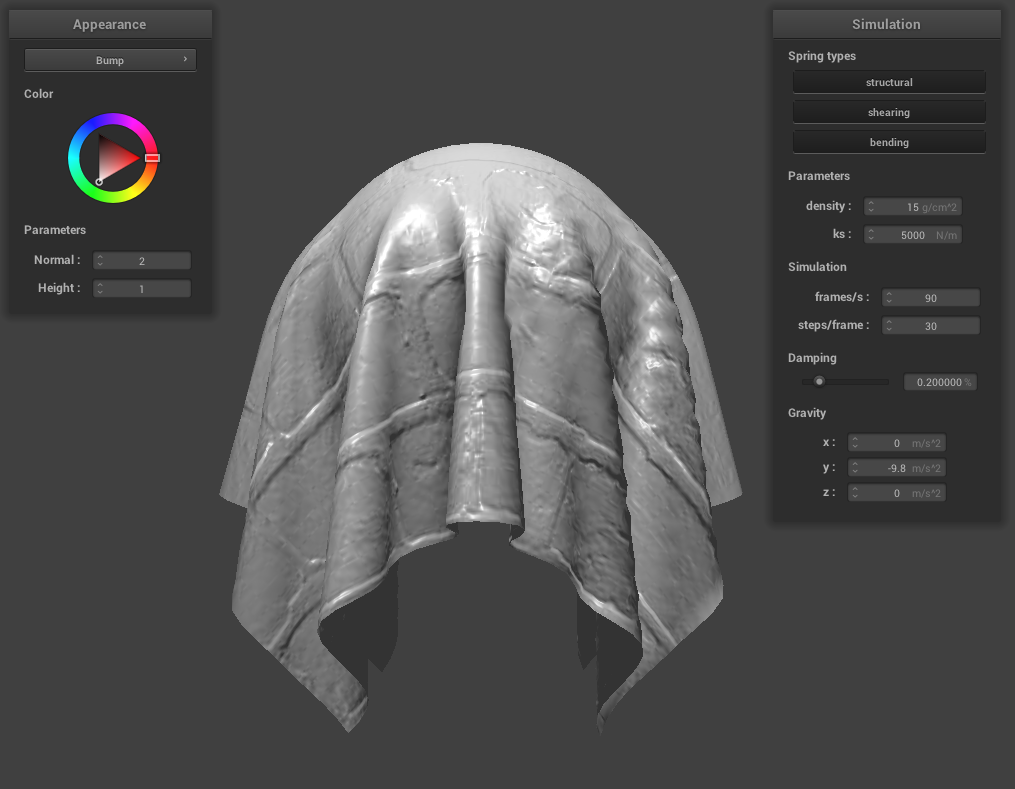 Appearance
Bump
Color
Parameters
Normal : 2
Height : 1
Simulation
Spring types
structural
shearing
bending
Parameters
density : 15 g/cm^2
ks : 5000 N/m
Simulation
frames/s : 90
steps/frame : 30
Damping
0.200000 %
Gravity
x : 0 m/s^2
y : -9.8 m/s^2
z : 0 m/s^2